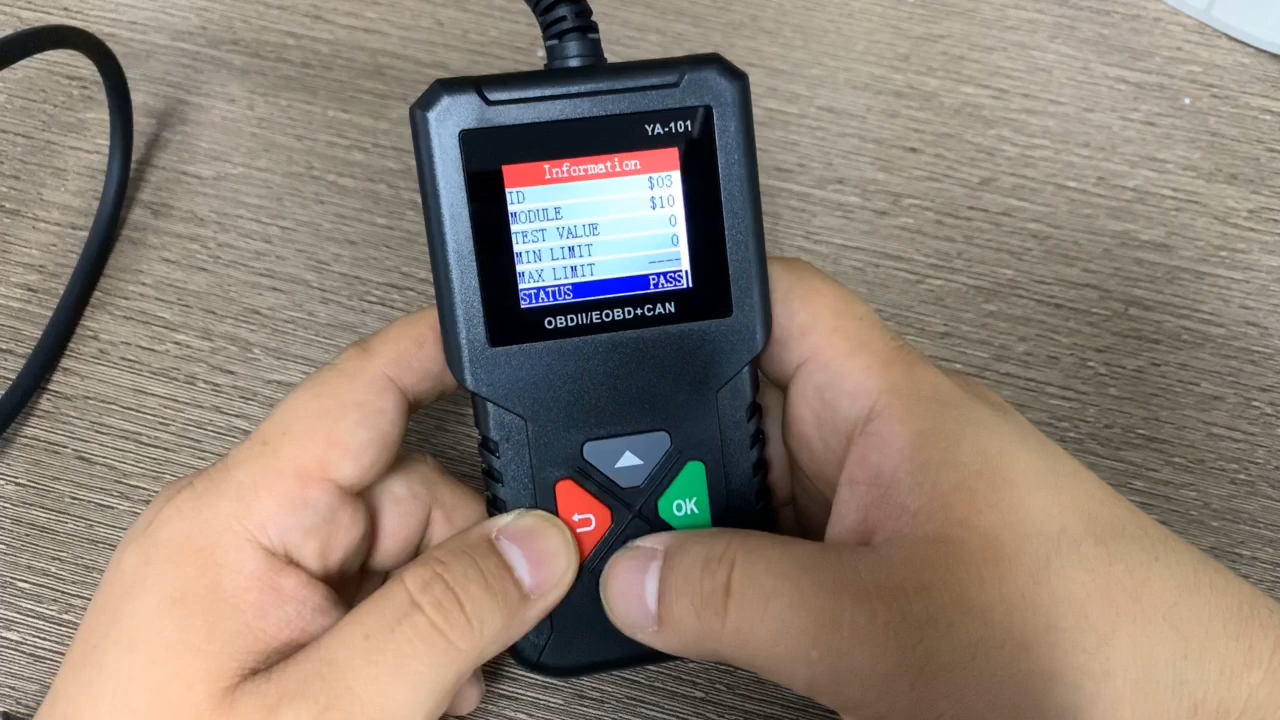 YA-101
Information
ID $03
MODULE $10
TEST VALUE 0
MIN LIMIT 0
MAX LIMIT ----
STATUS PASS
OBDII/EOBD+CAN
OK